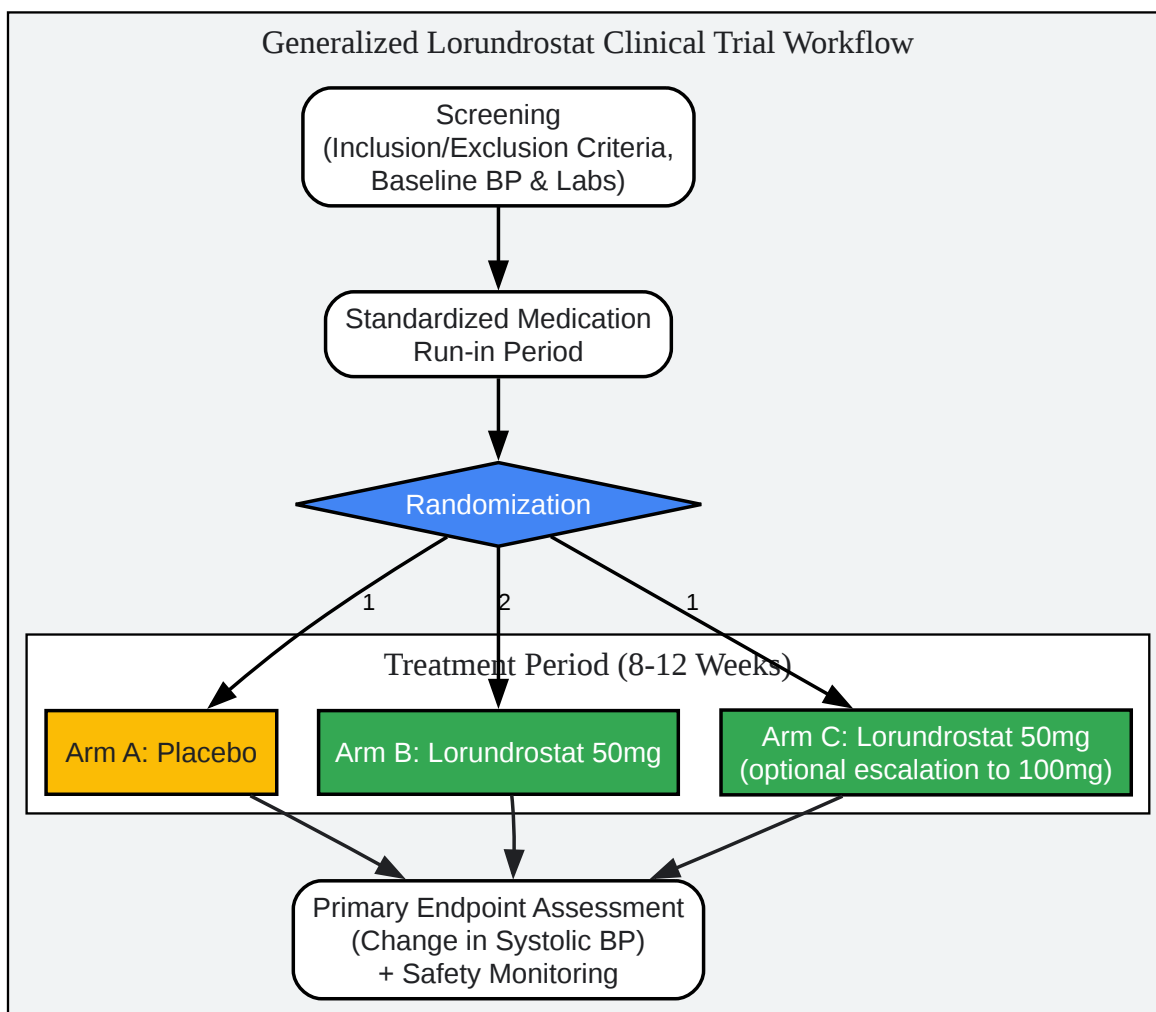 Generalized Lorundrostat Clinical Trial Workflow
Screening
(Inclusion/Exclusion Criteria,
Baseline BP & Labs)
Standardized Medication
Run-in Period
Randomization
1
2
1
Treatment Period (8-12 Weeks)
Arm A: Placebo
Arm B: Lorundrostat 50mg
Arm C: Lorundrostat 50mg
(optional escalation to 100mg)
Primary Endpoint Assessment
(Change in Systolic BP)
+ Safety Monitoring